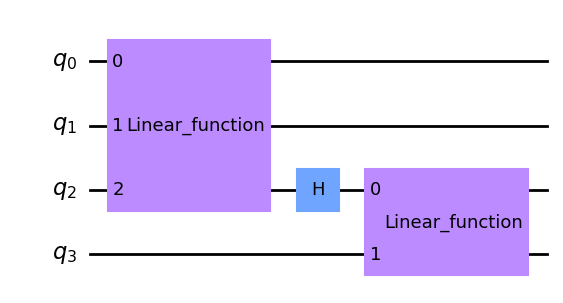 q0 0
q1 1 Linear_function
q2 2 H 0
Linear_function
q3 1